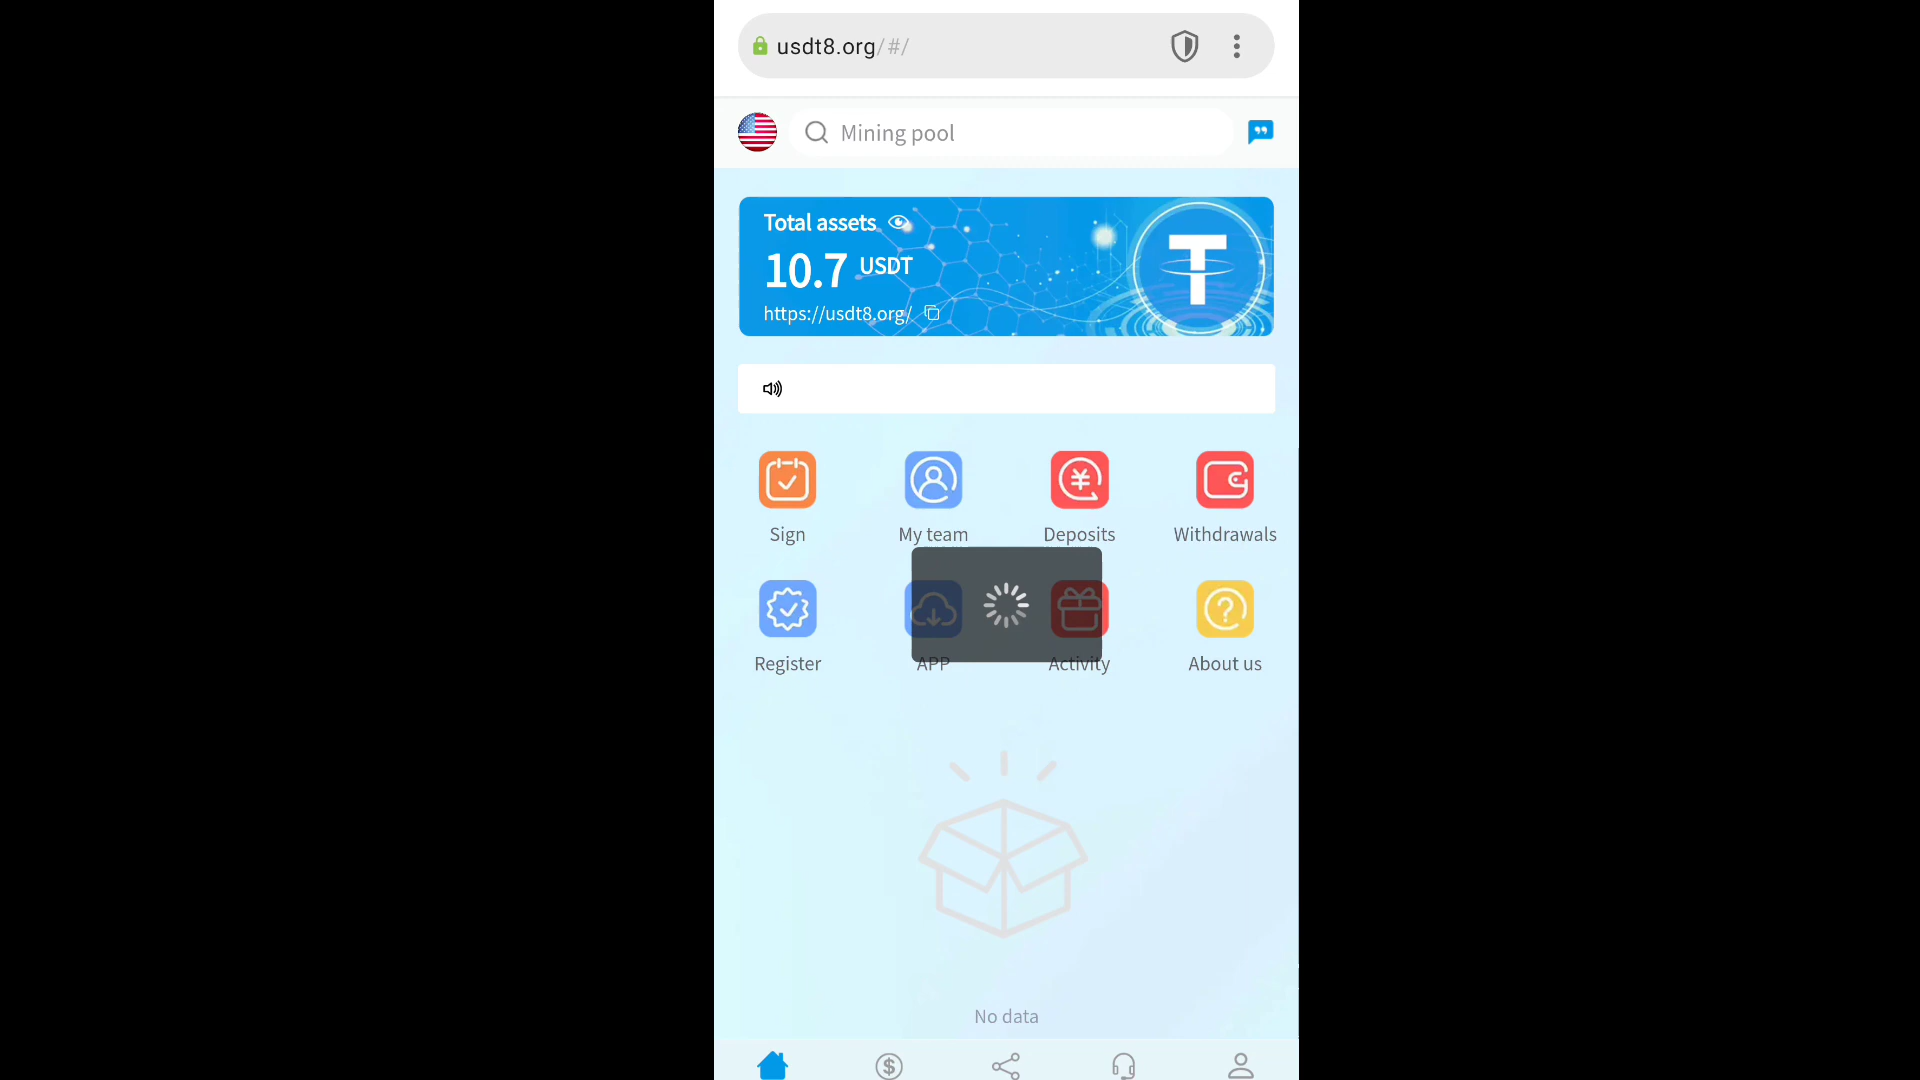 usdt8.org/#/
Mining pool
Total assets
10.7 USDT
https://usdt8.org/
Sign
My team
Deposits
Withdrawals
Register
APP
Activity
About us
No data